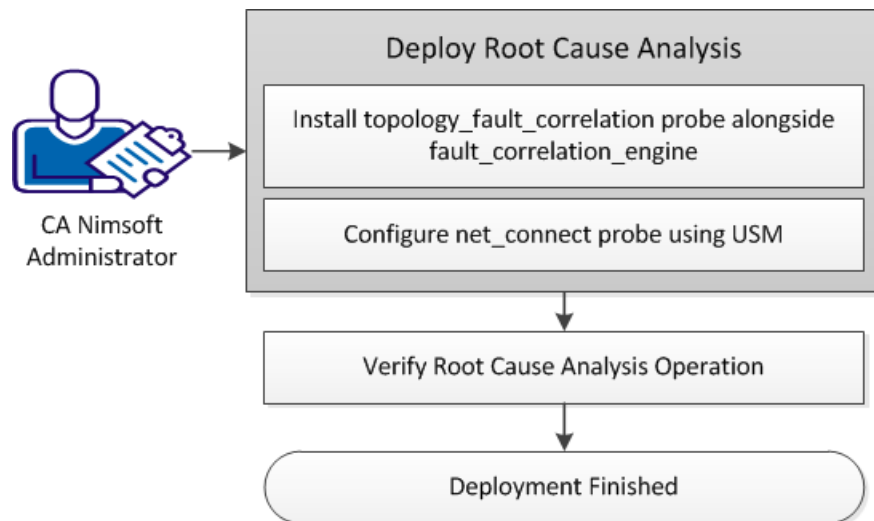 Deploy Root Cause Analysis
Install topology_fault_correlation probe alongside
fault_correlation_engine
CA Nimsoft
Administrator
Configure net_connect probe using USM
Verify Root Cause Analysis Operation
Deployment Finished